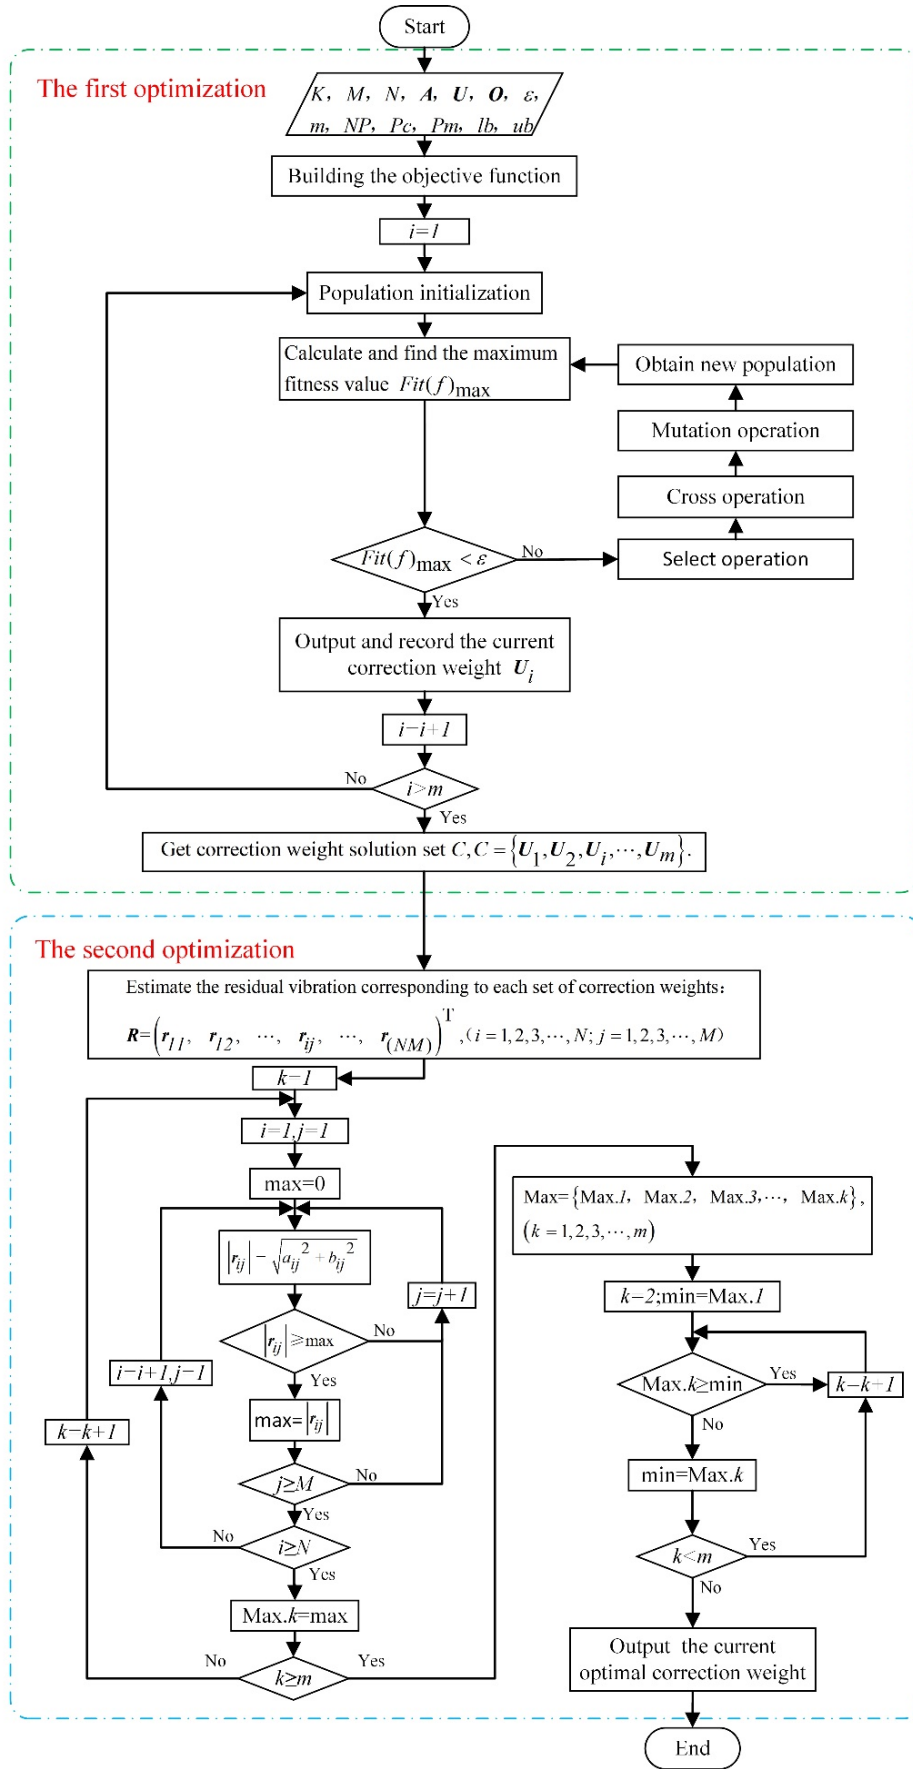 Start
The first optimization
K, M, N, A, U, O, ε,
m, NP, Pc, Pm, lb, ub
Building the objective function
i=1
Population initialization
Calculate and find the maximum
fitness value Fit(f)max
Obtain new population
Mutation operation
Cross operation
Select operation
Fit(f)max < ε
No
Yes
Output and record the current
correction weight Ui
i−i+1
No
i>m
Yes
Get correction weight solution set C, C = {U1, U2, Ui, ⋯, Um}.
The second optimization
Estimate the residual vibration corresponding to each set of correction weights:
R=(r11, r12, ⋯, rij, ⋯, r(NM))^T, (i = 1,2,3,⋯,N; j = 1,2,3,⋯,M)
k−1
i=1,j=1
max=0
|rij| − √(aij² + bij²)
j=j+1
|rij|≥max
No
Yes
i−i+1,j−1
max=|rij|
k−k+1
j≥M
No
Yes
i≥N
No
Yes
Max.k=max
k≥m
No
Yes
Max={Max.1, Max.2, Max.3,⋯, Max.k},
(k = 1,2,3,⋯,m)
k−2;min=Max.1
Max.k≥min
Yes
k−k+1
No
min=Max.k
k<m
Yes
No
Output the current
optimal correction weight
End